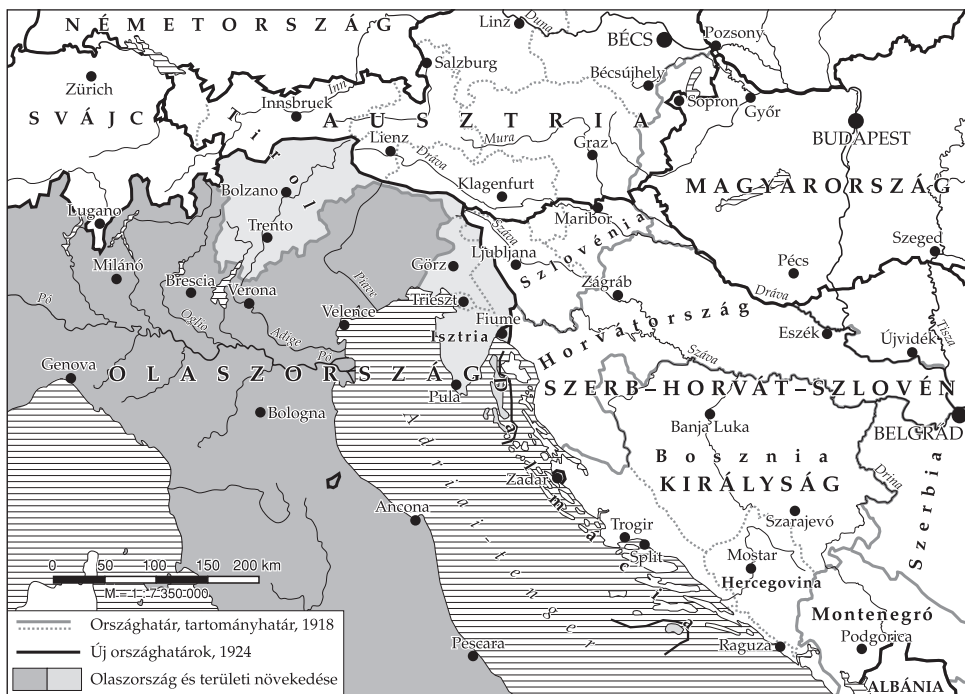 NÉMETORSZÁG
Linz
Duna
BÉCS
Pozsony
Zürich
Salzburg
Bécsújhely
Sopron
Győr
SVÁJC
Innsbruck
Inn
AUSZTRIA
BUDAPEST
Tirol
Lienz
Mura
Graz
Dráva
Bolzano
Klagenfurt
MAGYARORSZÁG
Lugano
Trento
Száva
Maribor
Szlovénia
Szeged
Milánó
Görz
Ljubljana
Pécs
Brescia
Verona
Piave
Zágráb
Dráva
Pó
Oglio
Velence
Trieszt
Tisza
Adige
Isztria
Fiume
Horvátország
Eszék
Újvidék
Pó
Száva
Genova
OLASZORSZÁG
SZERB–HORVÁT–SZLOVÉN
Pula
Dalmácia
Bologna
Banja Luka
BELGRÁD
Adriai-tenger
Bosznia
Drina
Zadar
KIRÁLYSÁG
Szerbia
Ancona
Trogir
Szarajevó
Split
Mostar
Hercegovina
0 50 100 150 200 km
M = 1 : 7 350 000
Montenegró
Országhatár, tartományhatár, 1918
Podgorica
Új országhatárok, 1924
Pescara
Raguza
Olaszország és területi növekedése
ALBÁNIA